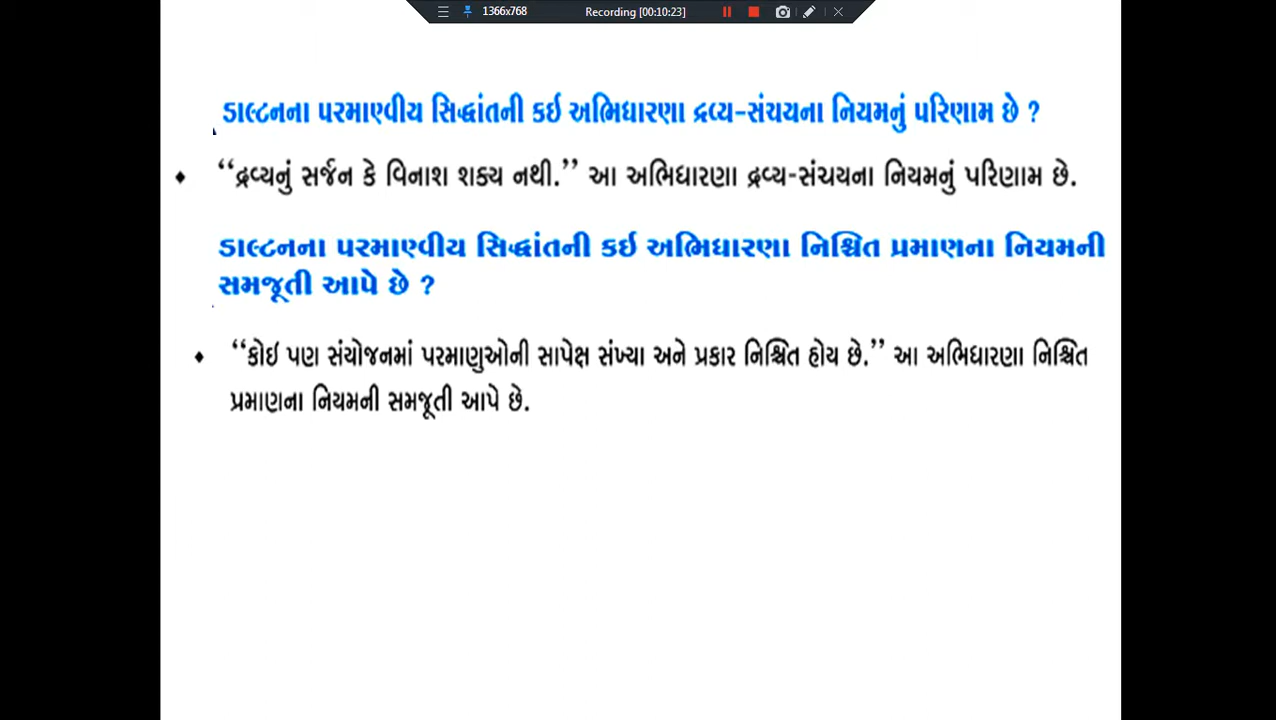 1366x768 Recording [00:10:23]
ડાલ્ટનના પરમાણ્વીય સિદ્ધાંતની કઇ અભિધારણા દ્રવ્ય-સંચયના નિયમનું પરિણામ છે ?
♦ ‘‘દ્રવ્યનું સર્જન કે વિનાશ શક્ય નથી.’’ આ અભિધારણા દ્રવ્ય-સંચયના નિયમનું પરિણામ છે.
ડાલ્ટનના પરમાણ્વીય સિદ્ધાંતની કઇ અભિધારણા નિશ્ચિત પ્રમાણના નિયમની
સમજૂતી આપે છે ?
♦ ‘‘કોઇ પણ સંયોજનમાં પરમાણુઓની સાપેક્ષ સંખ્યા અને પ્રકાર નિશ્ચિત હોય છે.’’ આ અભિધારણા નિશ્ચિત
પ્રમાણના નિયમની સમજૂતી આપે છે.